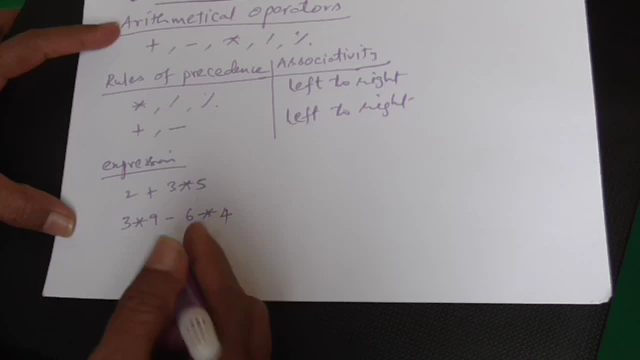 Arithmetical operators
+, -, *, /, %
Rules of precedence | Associativity
*, /, % | left to right
+, - | left to right
expression
2 + 3*5
3*9 - 6*4